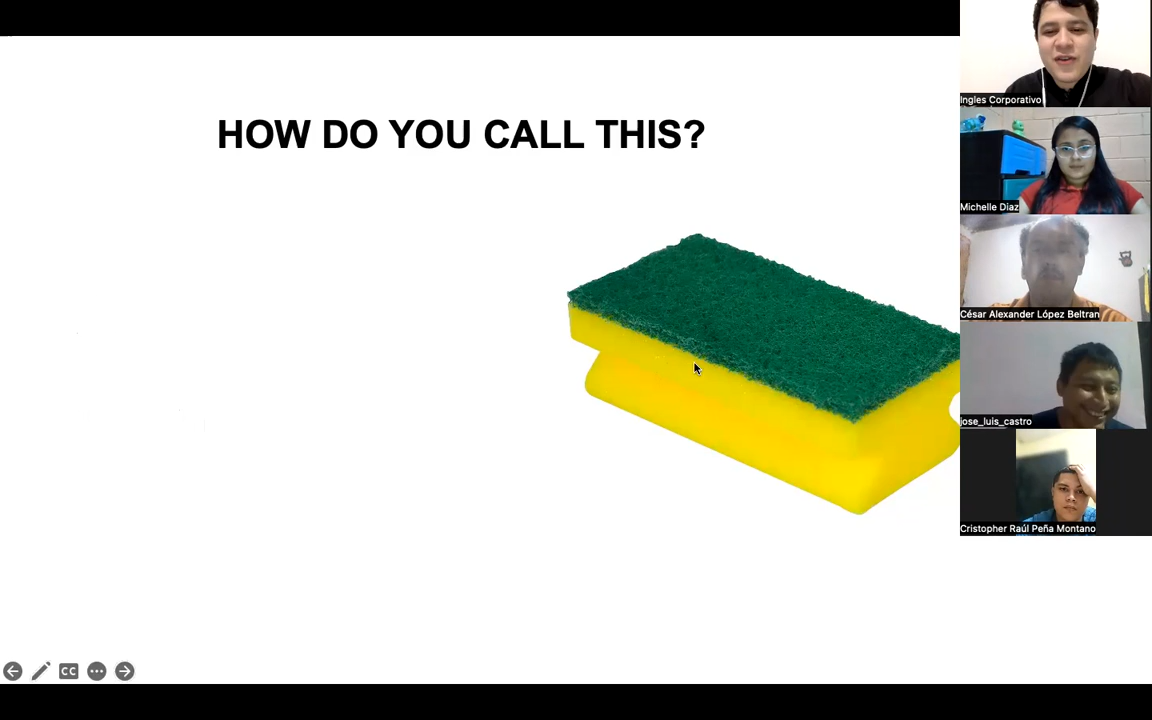 HOW DO YOU CALL THIS?
Ingles Corporativo
Michelle Diaz
César Alexander López Beltran
jose_luis_castro
Cristopher Raúl Peña Montano
CC